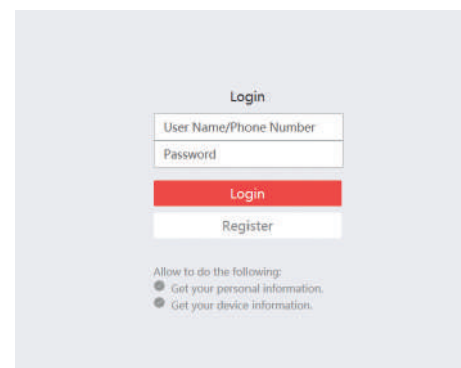 Login
User Name/Phone Number
Password
Login
Register
Allow to do the following:
Get your personal information.
Get your device information.